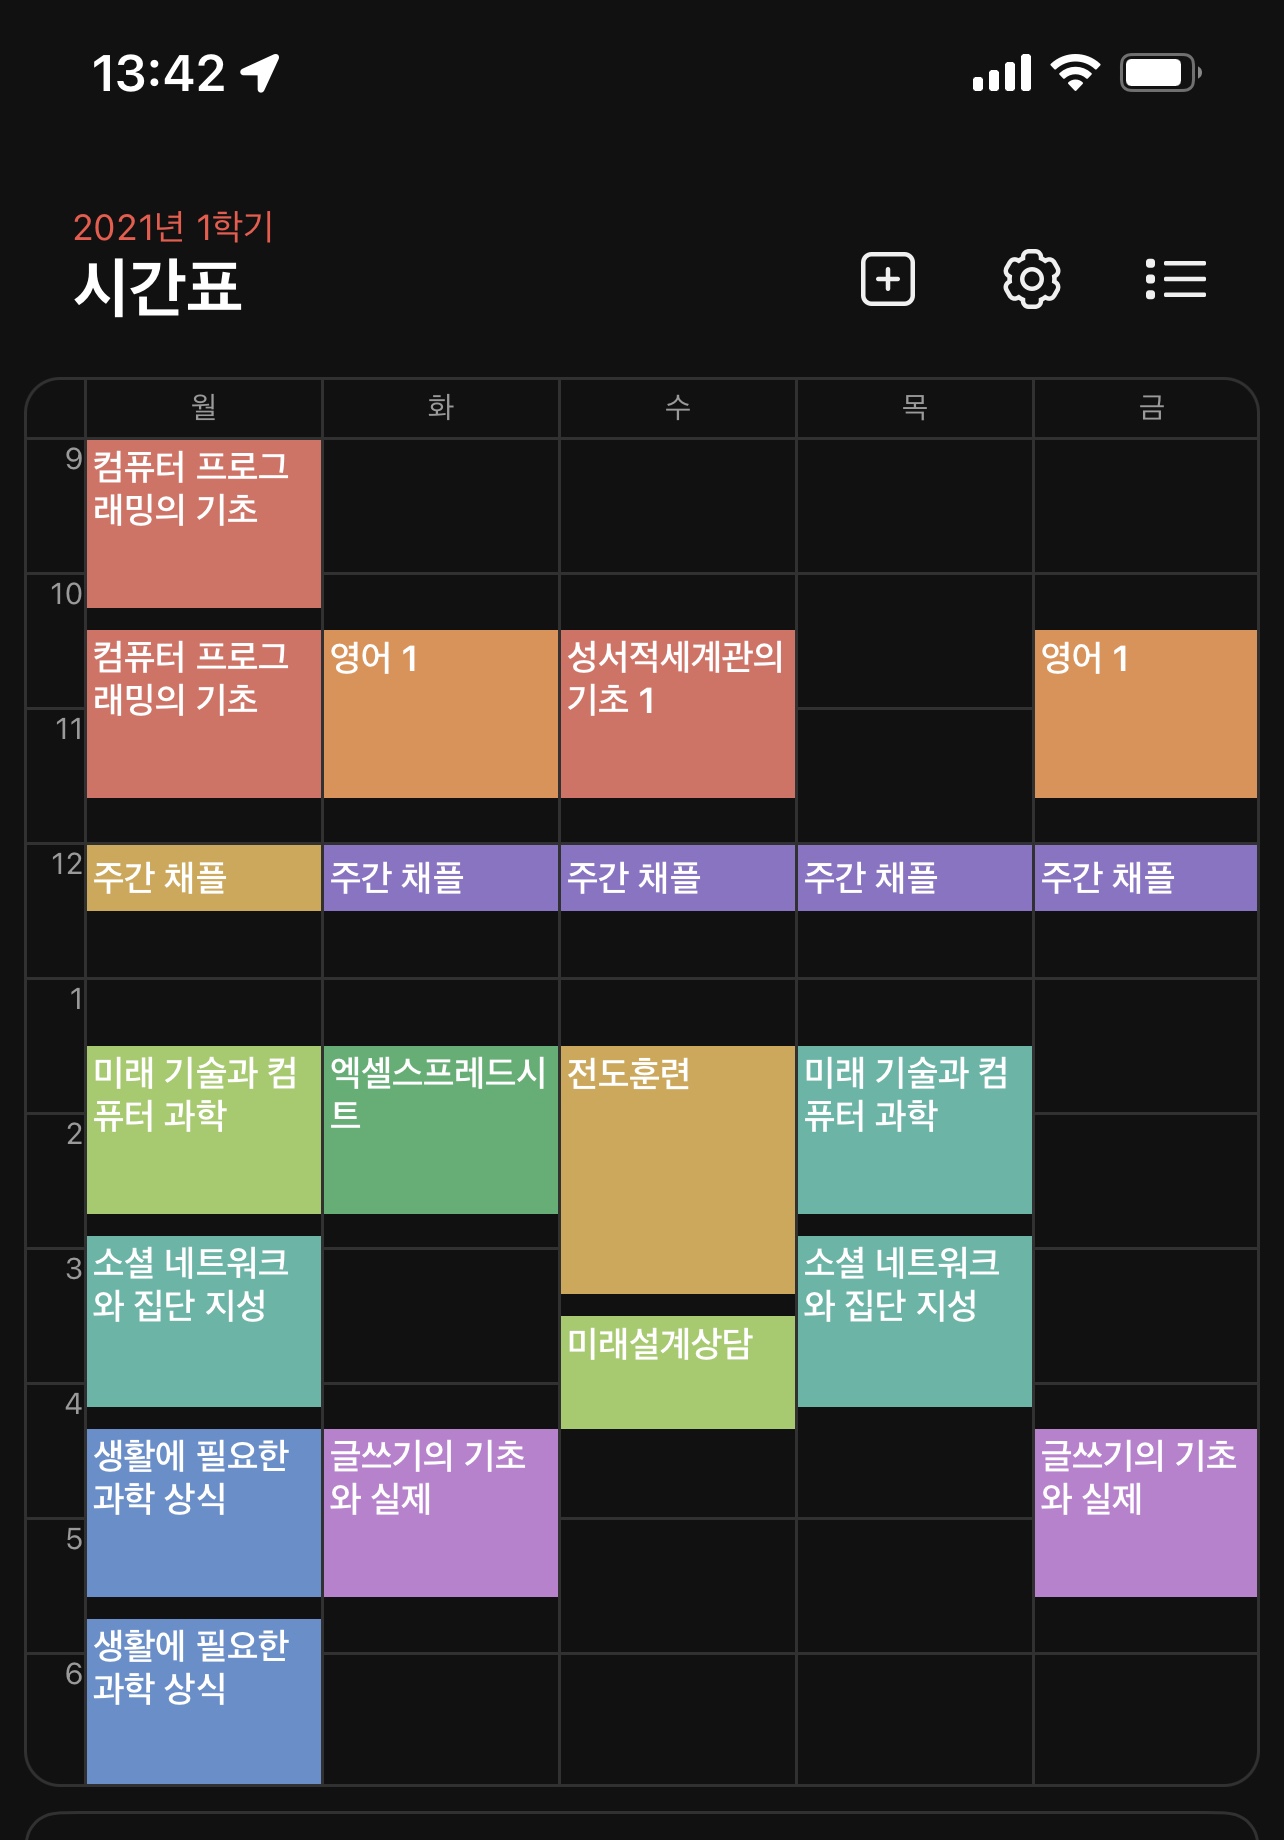 13:42
2021년 1학기
시간표
월 화 수 목 금
9
컴퓨터 프로그
래밍의 기초
10
컴퓨터 프로그
래밍의 기초
영어 1
성서적세계관의
기초 1
영어 1
11
12
주간 채플
주간 채플
주간 채플
주간 채플
주간 채플
1
미래 기술과 컴
퓨터 과학
엑셀스프레드시
트
전도훈련
미래 기술과 컴
퓨터 과학
2
3
소셜 네트워크
와 집단 지성
미래설계상담
소셜 네트워크
와 집단 지성
4
생활에 필요한
과학 상식
글쓰기의 기초
와 실제
글쓰기의 기초
와 실제
5
생활에 필요한
과학 상식
6